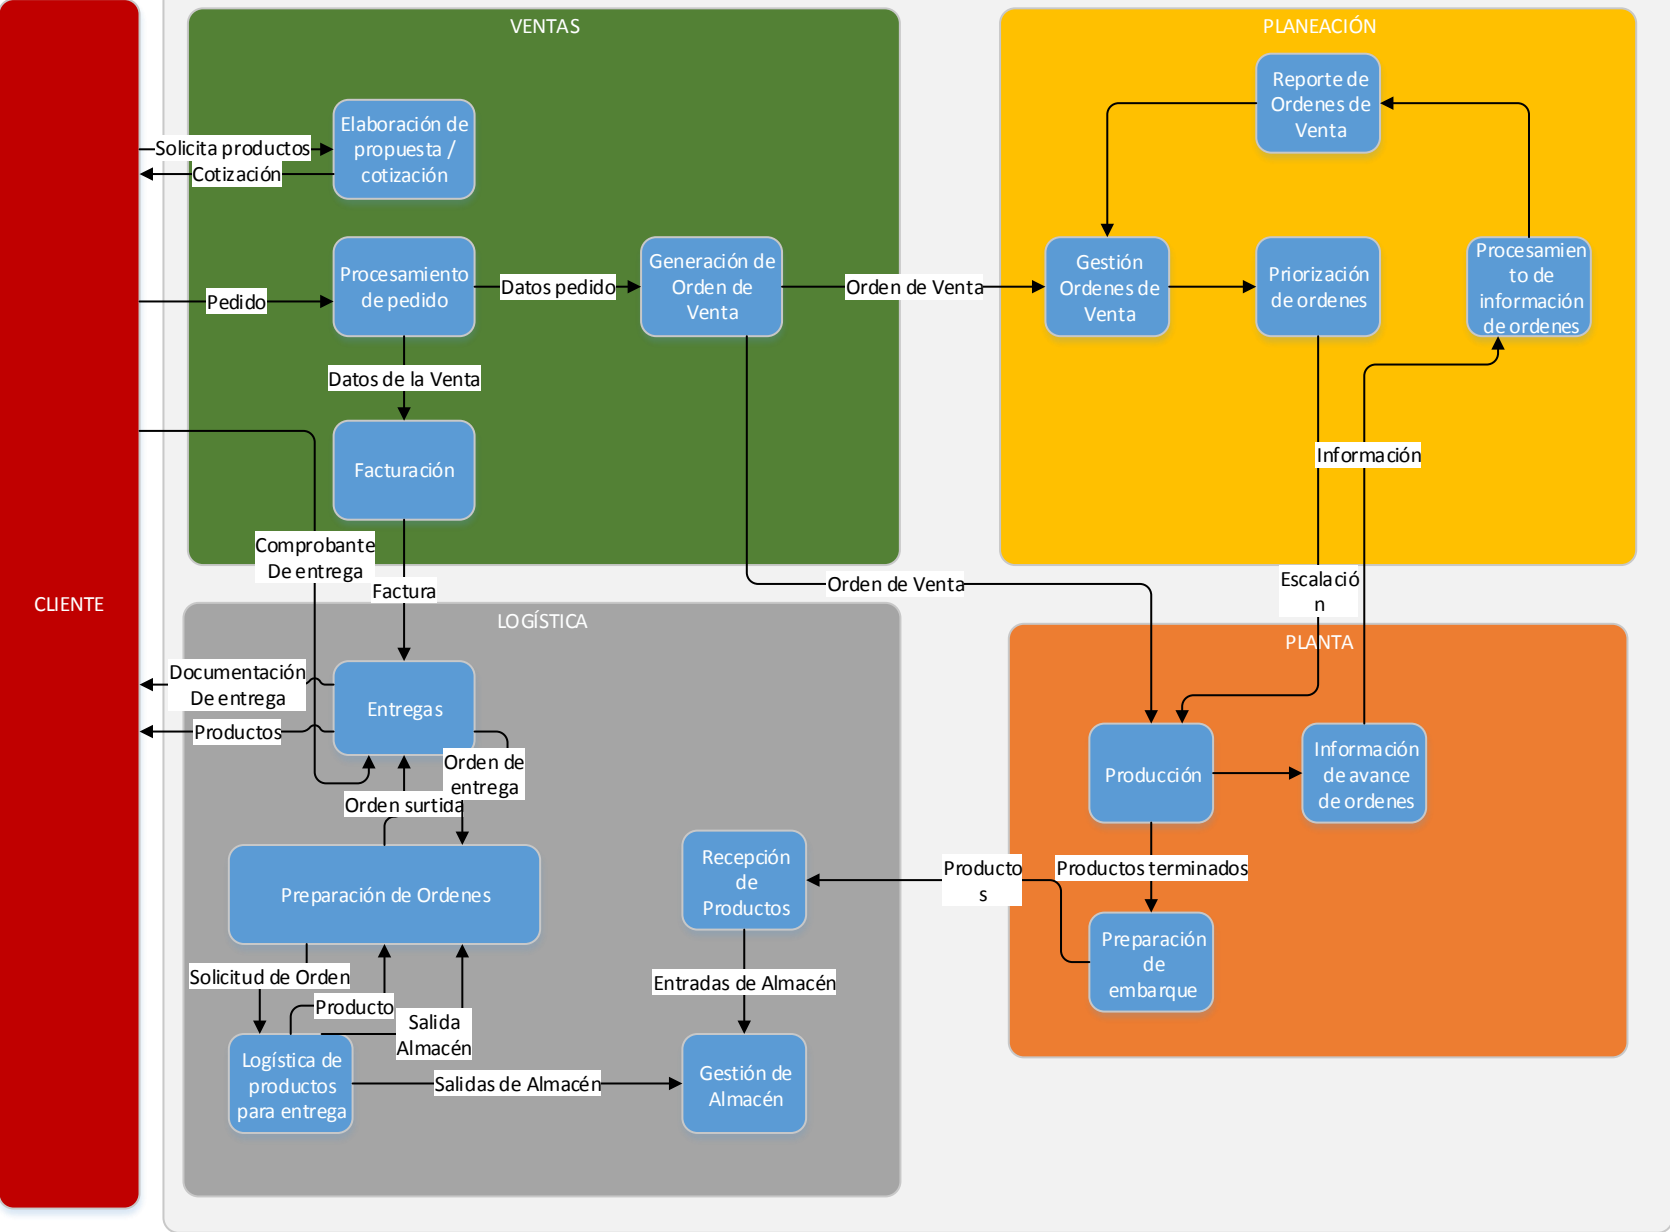 CLIENTE
VENTAS
Elaboración de
propuesta /
cotización
Solicita productos
Cotización
Procesamiento
de pedido
Pedido
Datos pedido
Generación de
Orden de
Venta
Orden de Venta
Datos de la Venta
Facturación
Comprobante
De entrega
Factura
Orden de Venta
PLANEACIÓN
Reporte de
Ordenes de
Venta
Gestión
Ordenes de
Venta
Priorización
de ordenes
Procesamien
to de
información
de ordenes
Información
Escalació
n
LOGÍSTICA
Documentación
De entrega
Productos
Entregas
Orden de
entrega
Orden surtida
Preparación de Ordenes
Solicitud de Orden
Producto
Salida
Almacén
Logística de
productos
para entrega
Salidas de Almacén
Recepción
de
Productos
Entradas de Almacén
Gestión de
Almacén
PLANTA
Producción
Información
de avance
de ordenes
Productos terminados
Producto
s
Preparación
de
embarque